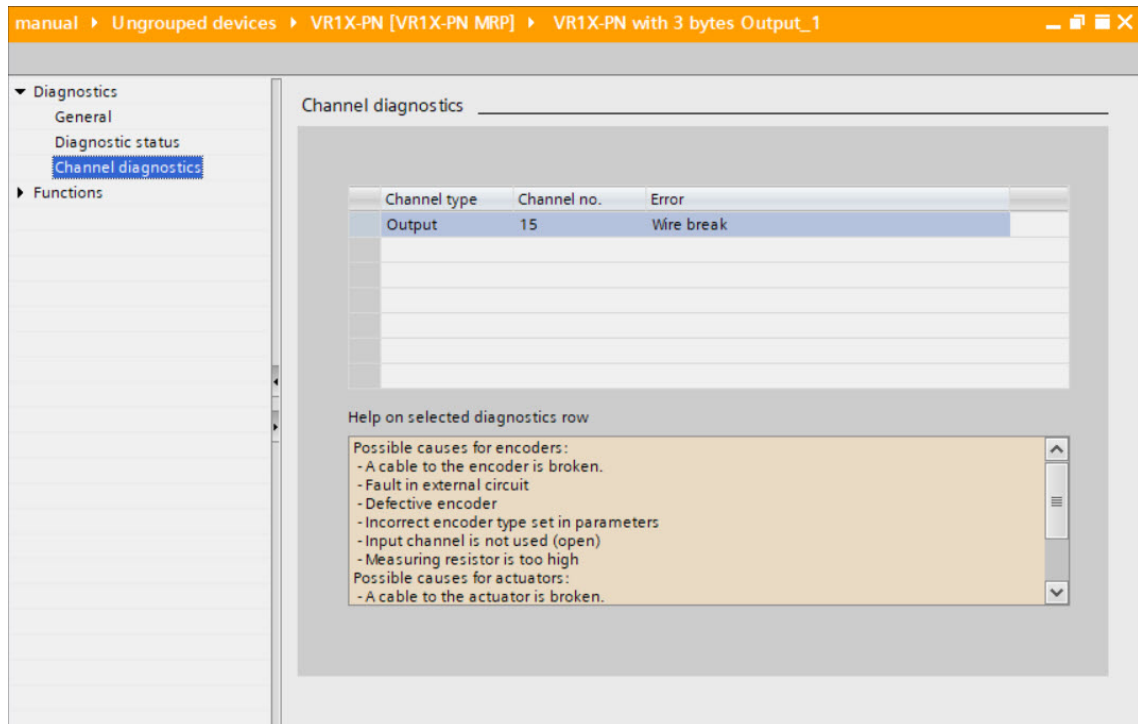 manual ▸ Ungrouped devices ▸ VR1X-PN [VR1X-PN MRP] ▸ VR1X-PN with 3 bytes Output_1
Diagnostics
General
Diagnostic status
Channel diagnostics
Functions
Channel diagnostics
Channel type Channel no. Error
Output 15 Wire break
Help on selected diagnostics row
Possible causes for encoders:
- A cable to the encoder is broken.
- Fault in external circuit
- Defective encoder
- Incorrect encoder type set in parameters
- Input channel is not used (open)
- Measuring resistor is too high
Possible causes for actuators:
- A cable to the actuator is broken.